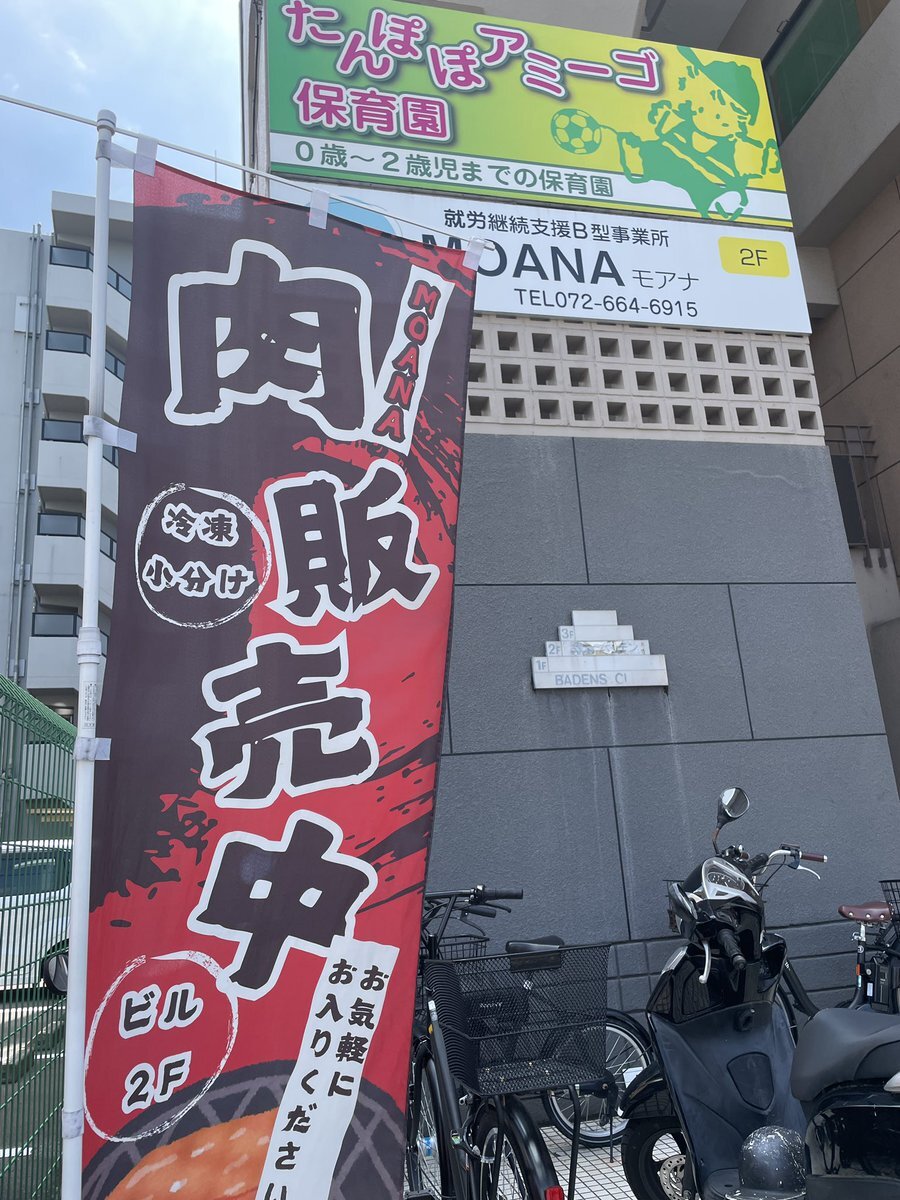 たんぽぽアミーゴ
保育園
0歳~2歳児までの保育園
就労継続支援B型事業所
MOANA モアナ
2F
TEL072-664-6915
MOANA
肉販売中
冷凍
小分け
ビル
2F
お気軽に
お入りください
3F
2F
1F
BADENS CI